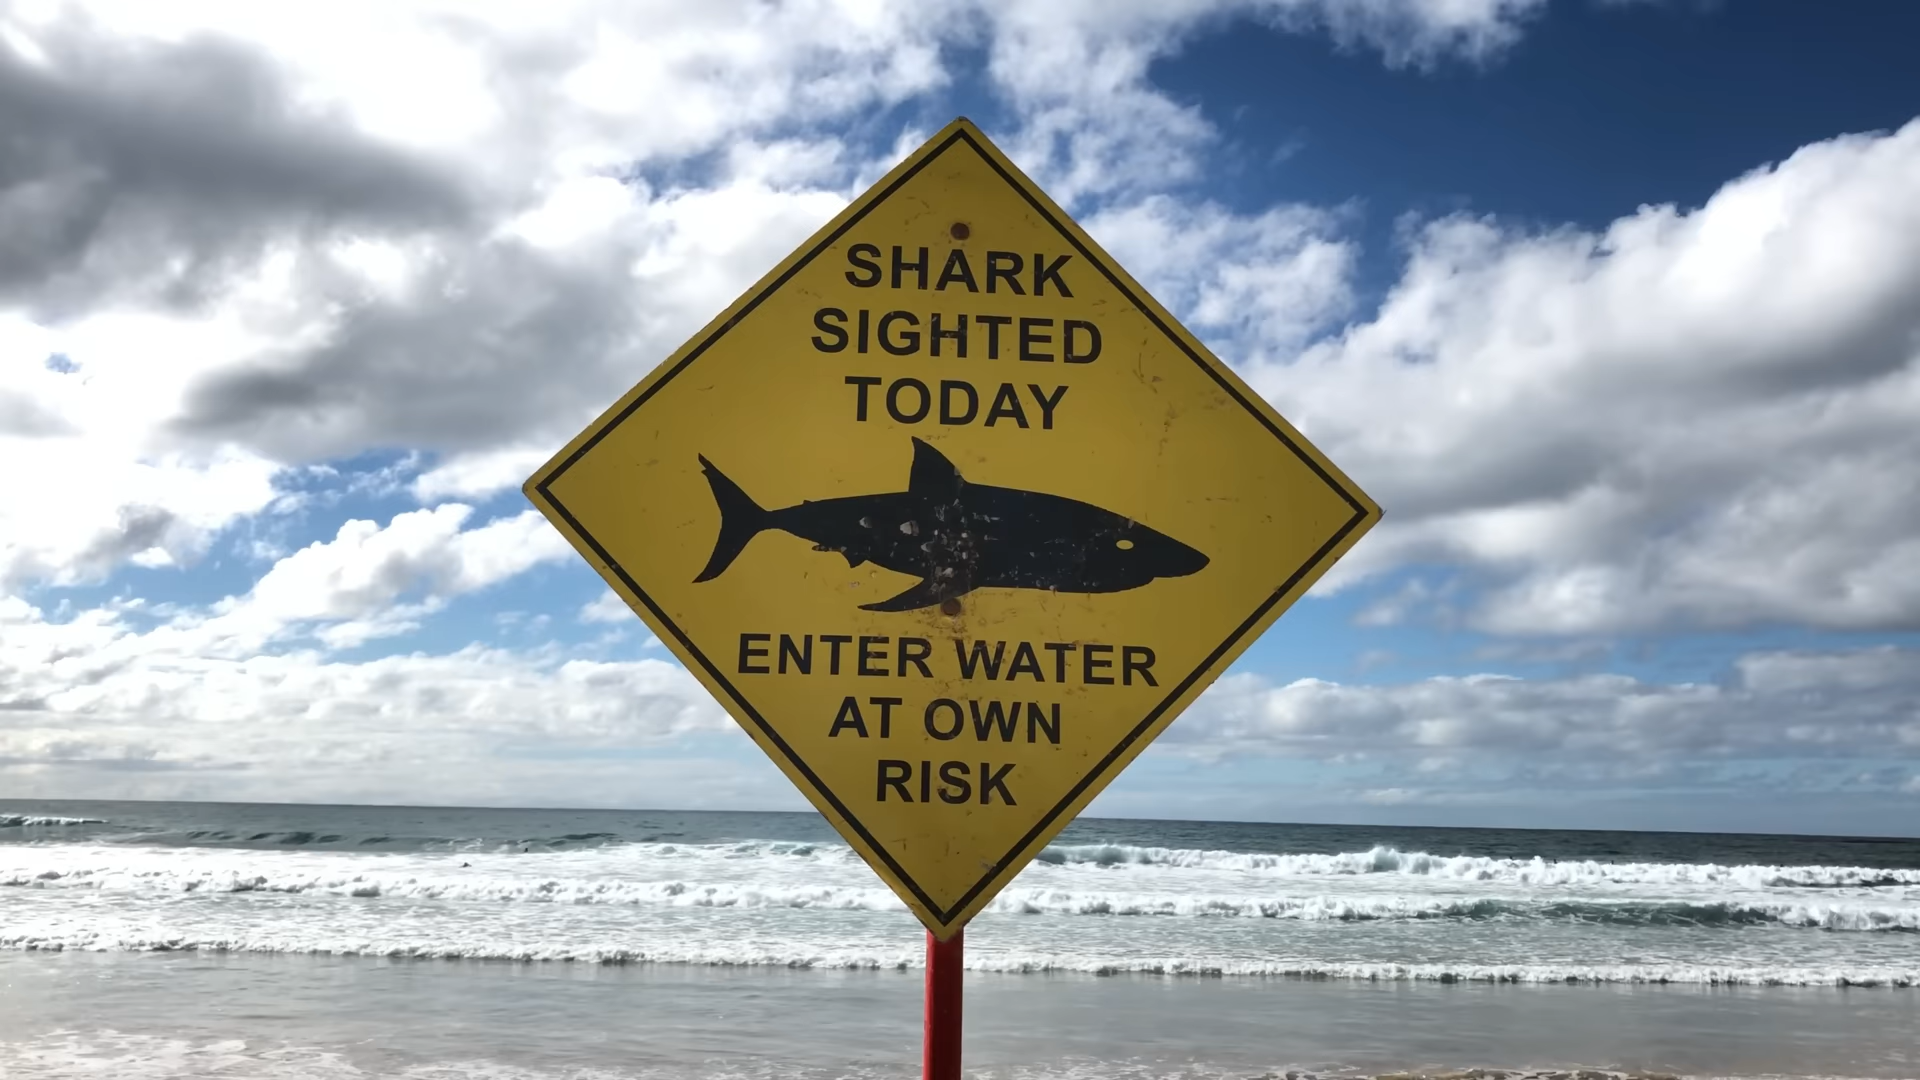 SHARK
SIGHTED
TODAY
ENTER WATER
AT OWN
RISK